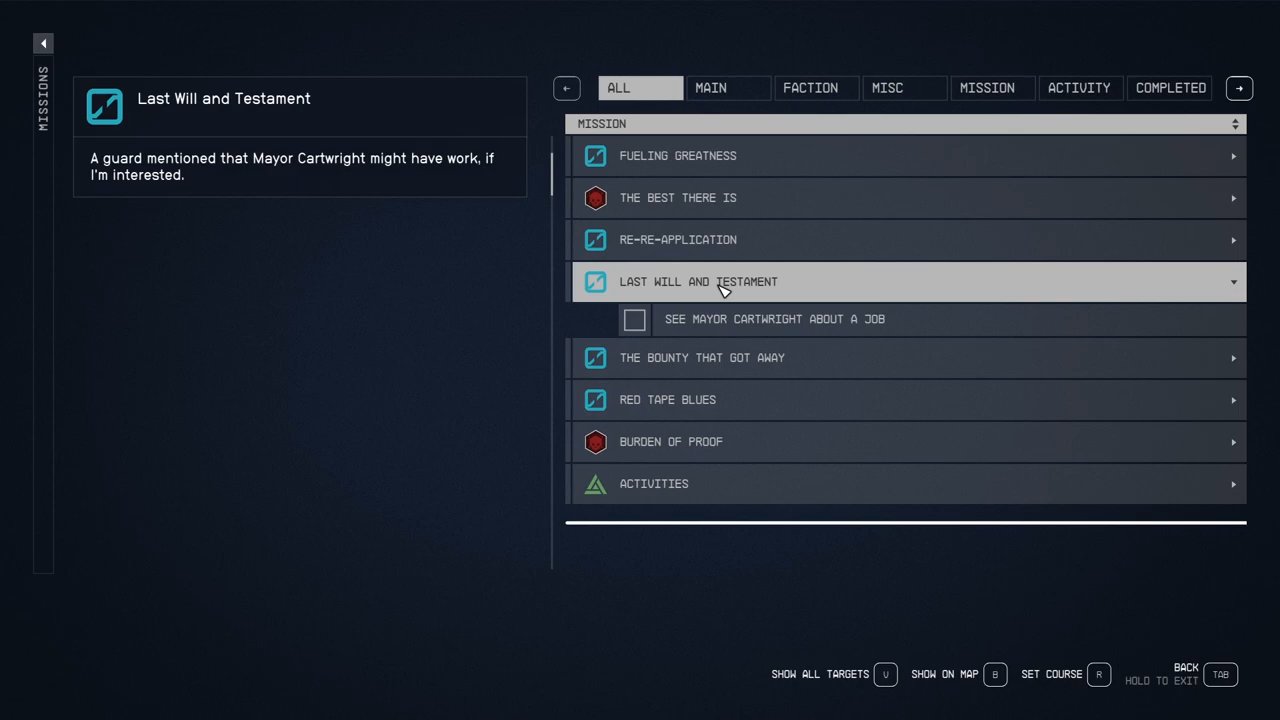 MISSIONS
Last Will and Testament
A guard mentioned that Mayor Cartwright might have work, if
I'm interested.
ALL MAIN FACTION MISC MISSION ACTIVITY COMPLETED
MISSION
FUELING GREATNESS
THE BEST THERE IS
RE-RE-APPLICATION
LAST WILL AND TESTAMENT
SEE MAYOR CARTWRIGHT ABOUT A JOB
THE BOUNTY THAT GOT AWAY
RED TAPE BLUES
BURDEN OF PROOF
ACTIVITIES
SHOW ALL TARGETS V SHOW ON MAP B SET COURSE R BACK TAB
HOLD TO EXIT